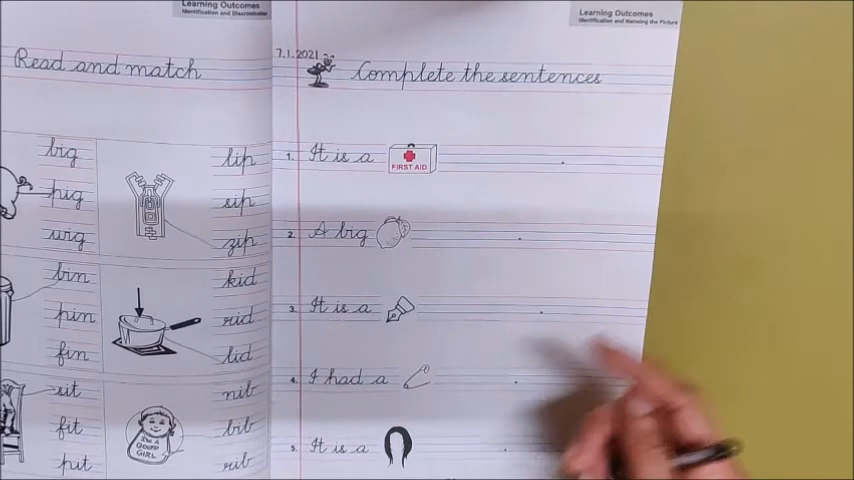 Learning Outcomes
Identification and Discrimination
Read and match
big
pig
wig
lip
sip
zip
bin
pin
fin
kid
rid
lid
sit
fit
pit
I'M A
GOOD
GIRL
nib
bib
rib
Learning Outcomes
Identification and Naming the Picture
7.1.2021
Complete the sentences
1. It is a FIRST AID .
2. A big .
3. It is a .
4. I had a .
5. It is a .